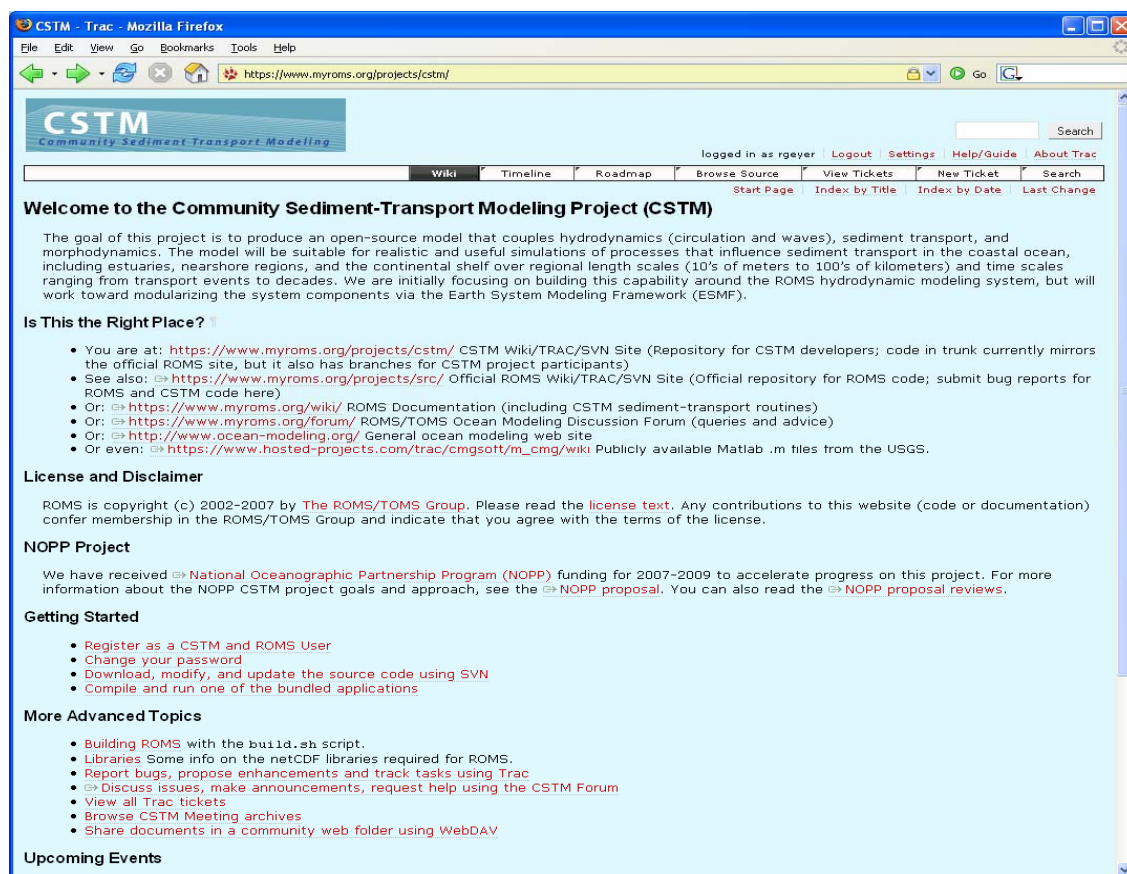 CSTM - Trac - Mozilla Firefox
File Edit View Go Bookmarks Tools Help
https://www.myroms.org/projects/cstm/
Go
G
CSTM
Community Sediment Transport Modeling
Search
logged in as rgeyer Logout Settings Help/Guide About Trac
Wiki Timeline Roadmap Browse Source View Tickets New Ticket Search
Start Page Index by Title Index by Date Last Change
Welcome to the Community Sediment-Transport Modeling Project (CSTM)
The goal of this project is to produce an open-source model that couples hydrodynamics (circulation and waves), sediment transport, and
morphodynamics. The model will be suitable for realistic and useful simulations of processes that influence sediment transport in the coastal ocean,
including estuaries, nearshore regions, and the continental shelf over regional length scales (10's of meters to 100's of kilometers) and time scales
ranging from transport events to decades. We are initially focusing on building this capability around the ROMS hydrodynamic modeling system, but will
work toward modularizing the system components via the Earth System Modeling Framework (ESMF).
Is This the Right Place? ¶
• You are at: https://www.myroms.org/projects/cstm/ CSTM Wiki/TRAC/SVN Site (Repository for CSTM developers; code in trunk currently mirrors
the official ROMS site, but it also has branches for CSTM project participants)
• See also: https://www.myroms.org/projects/src/ Official ROMS Wiki/TRAC/SVN Site (Official repository for ROMS code; submit bug reports for
ROMS and CSTM code here)
• Or: https://www.myroms.org/wiki/ ROMS Documentation (including CSTM sediment-transport routines)
• Or: https://www.myroms.org/forum/ ROMS/TOMS Ocean Modeling Discussion Forum (queries and advice)
• Or: http://www.ocean-modeling.org/ General ocean modeling web site
• Or even: https://www.hosted-projects.com/trac/cmgsoft/m_cmg/wiki Publicly available Matlab .m files from the USGS.
License and Disclaimer
ROMS is copyright (c) 2002-2007 by The ROMS/TOMS Group. Please read the license text. Any contributions to this website (code or documentation)
confer membership in the ROMS/TOMS Group and indicate that you agree with the terms of the license.
NOPP Project
We have received National Oceanographic Partnership Program (NOPP) funding for 2007-2009 to accelerate progress on this project. For more
information about the NOPP CSTM project goals and approach, see the NOPP proposal. You can also read the NOPP proposal reviews.
Getting Started
• Register as a CSTM and ROMS User
• Change your password
• Download, modify, and update the source code using SVN
• Compile and run one of the bundled applications
More Advanced Topics
• Building ROMS with the build.sh script.
• Libraries Some info on the netCDF libraries required for ROMS.
• Report bugs, propose enhancements and track tasks using Trac
• Discuss issues, make announcements, request help using the CSTM Forum
• View all Trac tickets
• Browse CSTM Meeting archives
• Share documents in a community web folder using WebDAV
Upcoming Events